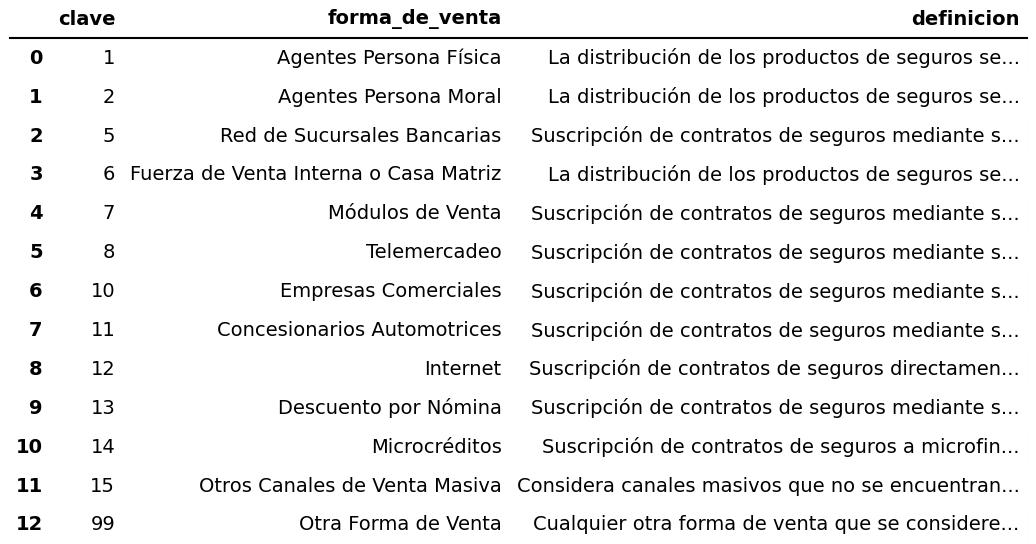 clave forma_de_venta definicion
0 1 Agentes Persona Física La distribución de los productos de seguros se...
1 2 Agentes Persona Moral La distribución de los productos de seguros se...
2 5 Red de Sucursales Bancarias Suscripción de contratos de seguros mediante s...
3 6 Fuerza de Venta Interna o Casa Matriz La distribución de los productos de seguros se...
4 7 Módulos de Venta Suscripción de contratos de seguros mediante s...
5 8 Telemercadeo Suscripción de contratos de seguros mediante s...
6 10 Empresas Comerciales Suscripción de contratos de seguros mediante s...
7 11 Concesionarios Automotrices Suscripción de contratos de seguros mediante s...
8 12 Internet Suscripción de contratos de seguros directamen...
9 13 Descuento por Nómina Suscripción de contratos de seguros mediante s...
10 14 Microcréditos Suscripción de contratos de seguros a microfin...
11 15 Otros Canales de Venta Masiva Considera canales masivos que no se encuentran...
12 99 Otra Forma de Venta Cualquier otra forma de venta que se considere...